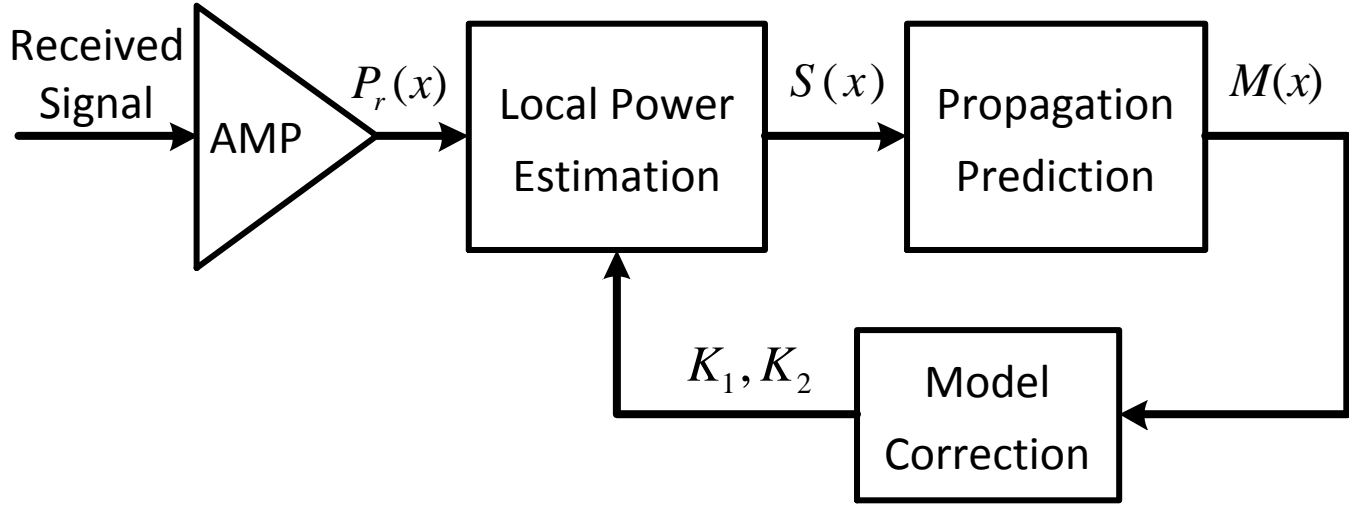 Received
Signal
AMP
P_r(x)
Local Power
Estimation
S(x)
Propagation
Prediction
M(x)
K_1, K_2
Model
Correction